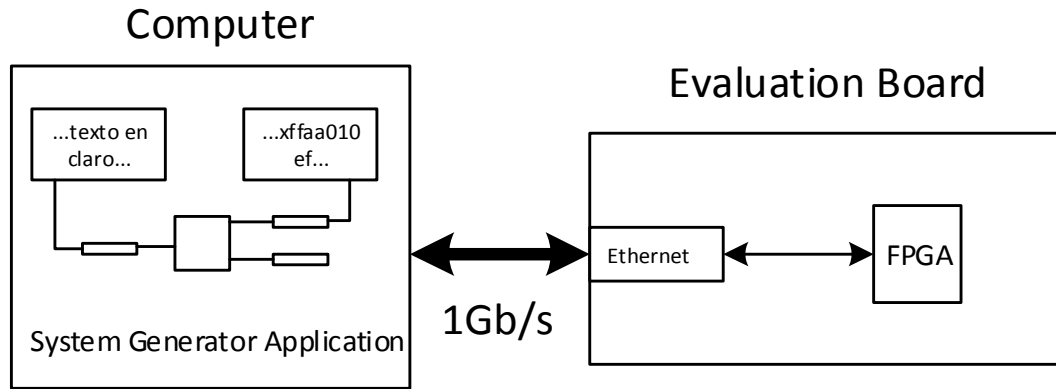 Computer
...texto en
claro...
...xffaa010
ef...
System Generator Application
1Gb/s
Evaluation Board
Ethernet
FPGA